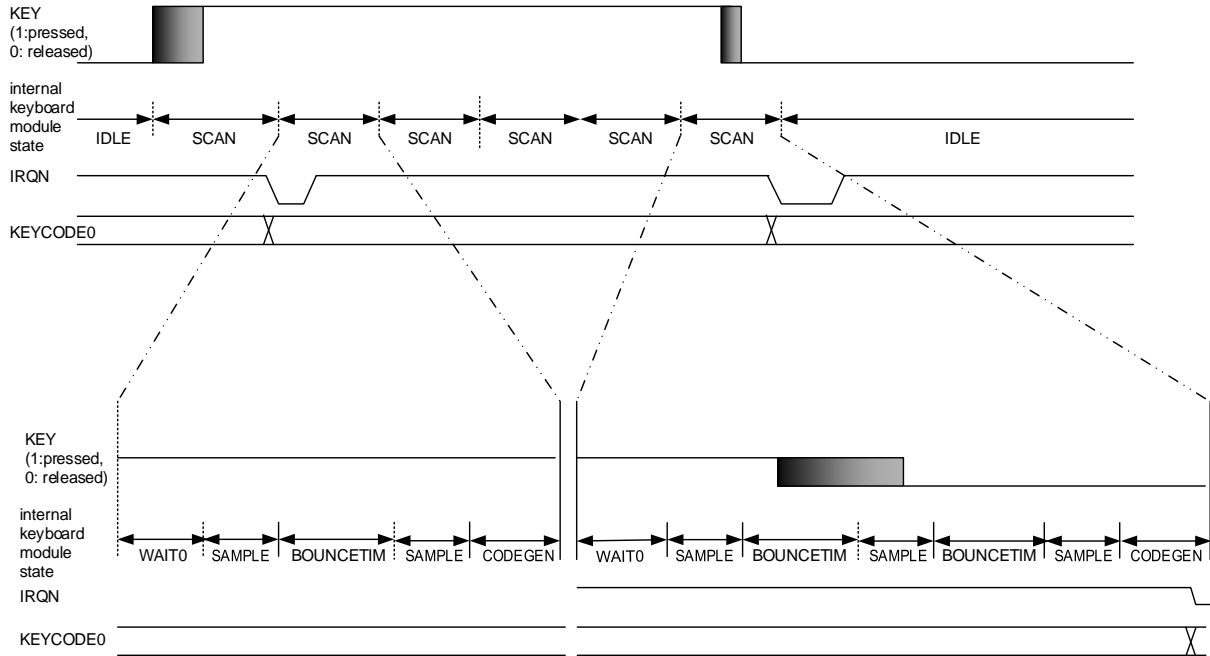 KEY
(1:pressed,
0: released)
internal
keyboard
module
state
IDLE SCAN SCAN SCAN SCAN SCAN SCAN IDLE
IRQN
KEYCODE0
KEY
(1:pressed,
0: released)
internal
keyboard
module
state
WAIT0 SAMPLE BOUNCETIM SAMPLE CODEGEN WAIT0 SAMPLE BOUNCETIM SAMPLE BOUNCETIM SAMPLE CODEGEN
IRQN
KEYCODE0